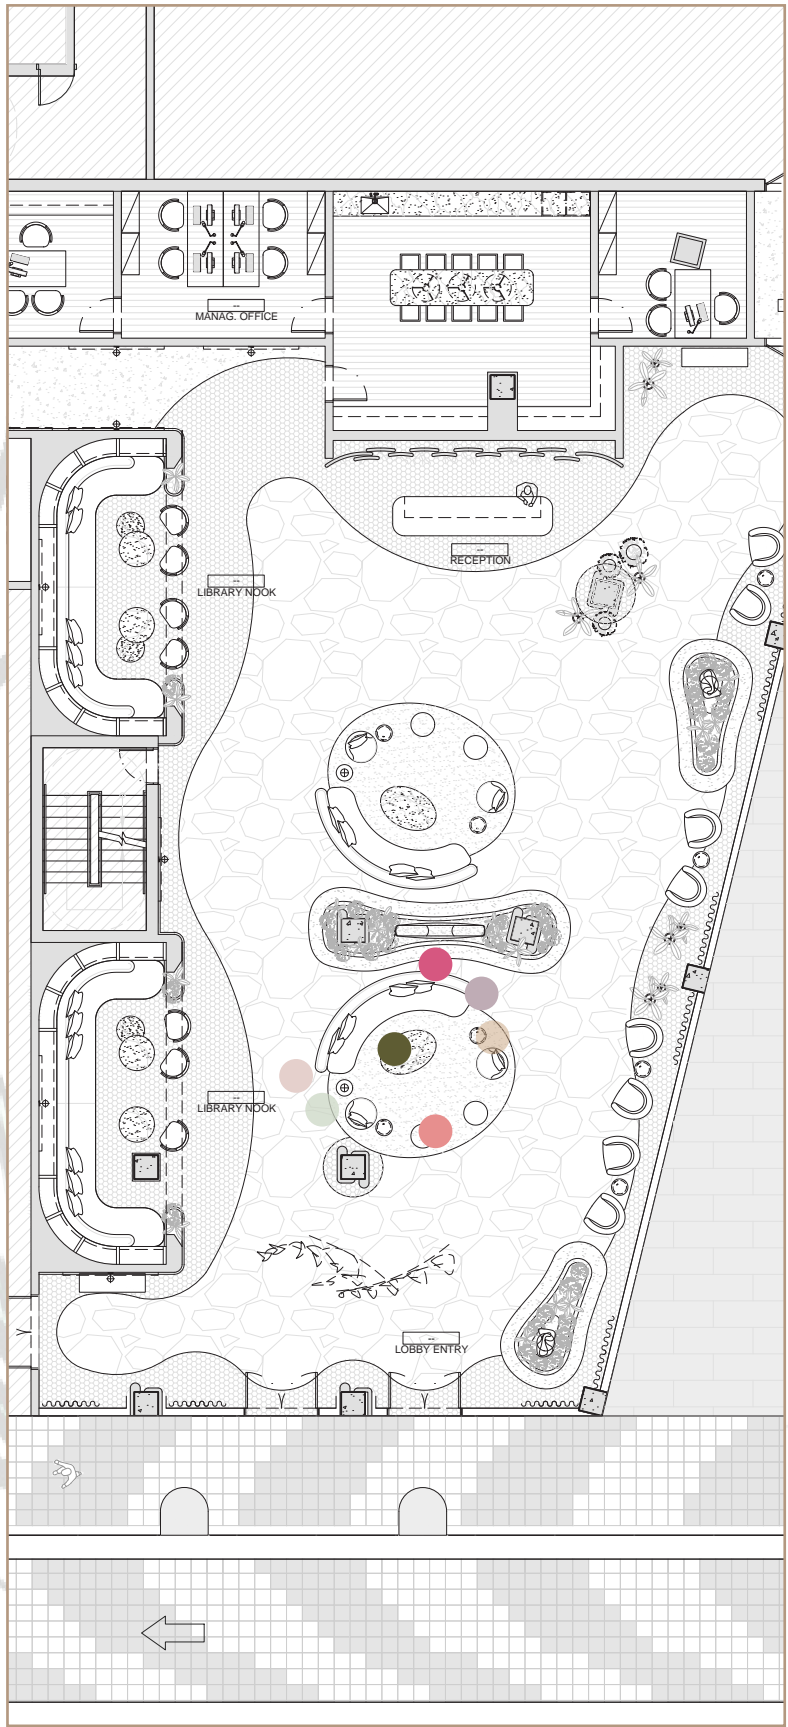 --
MANAG. OFFICE
--
RECEPTION
--
LIBRARY NOOK
--
LIBRARY NOOK
--
LOBBY ENTRY